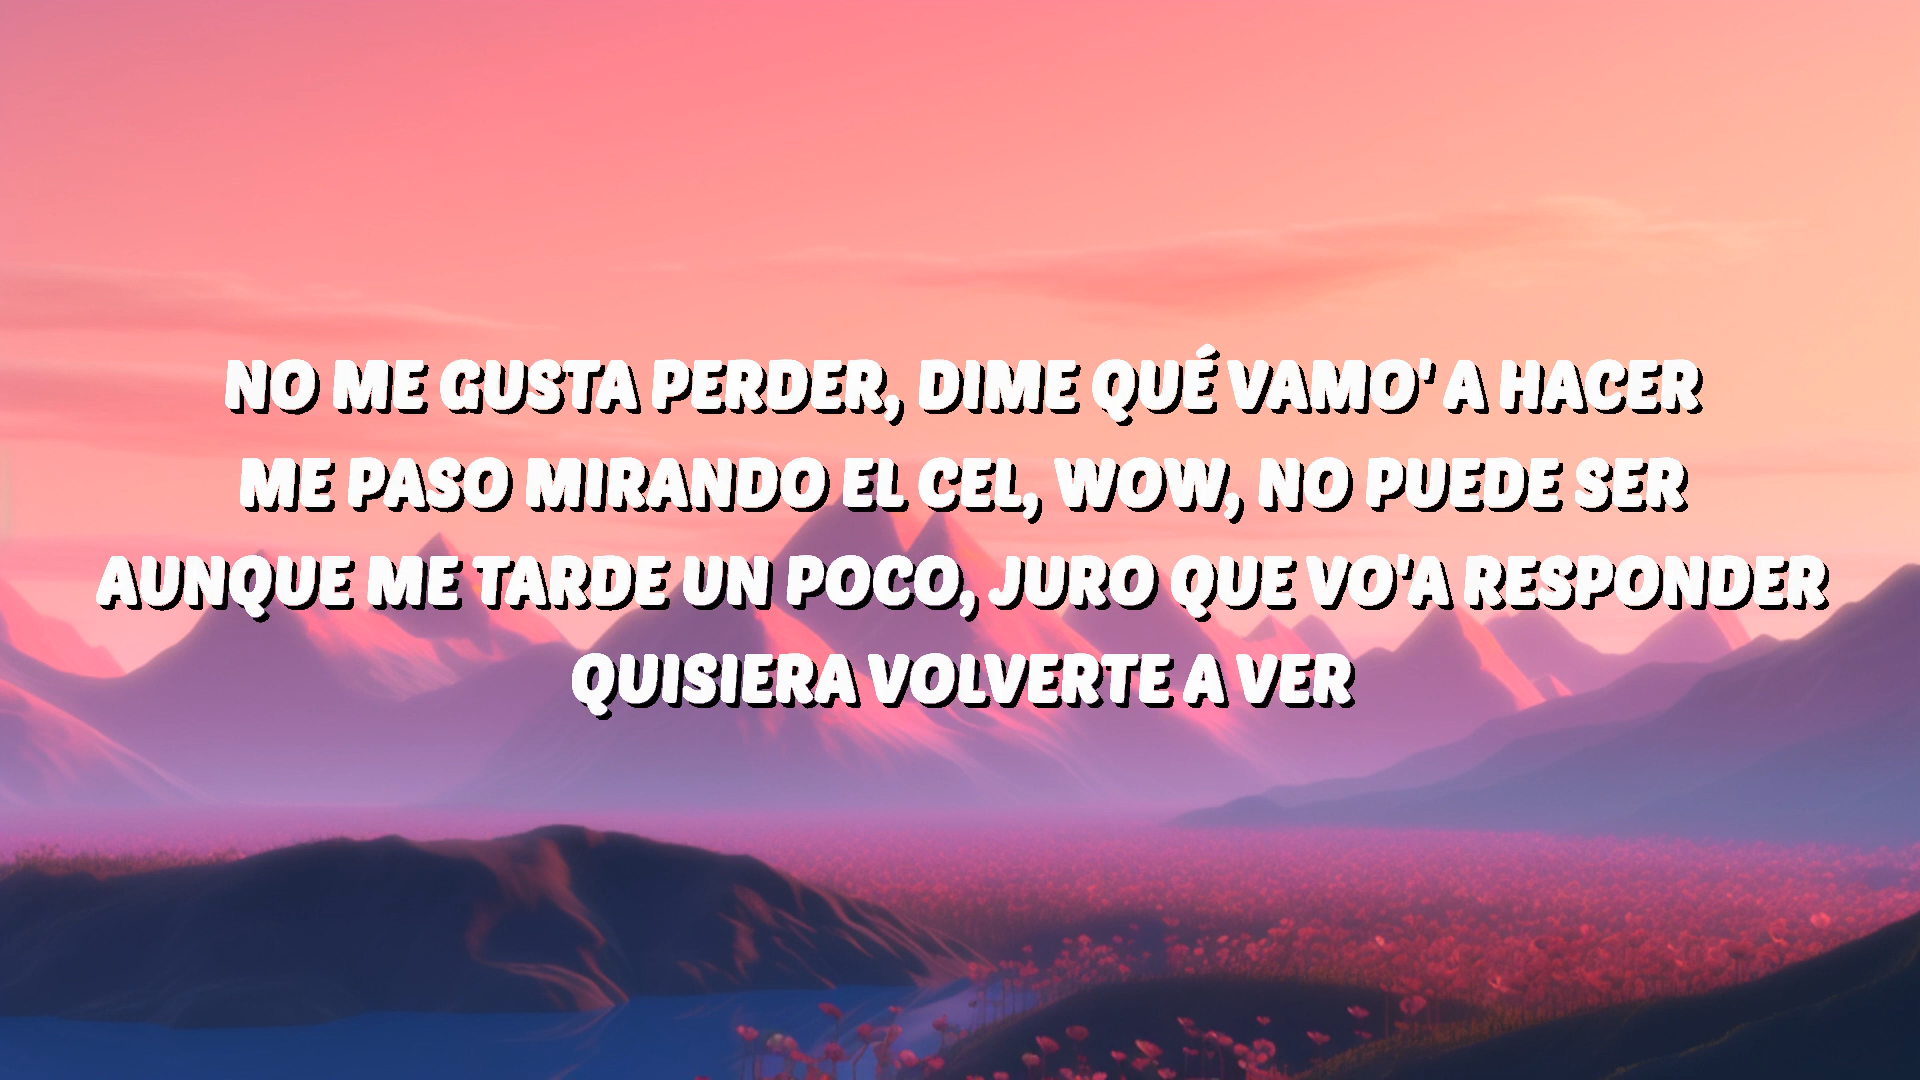 NO ME GUSTA PERDER, DIME QUÉ VAMO' A HACER
ME PASO MIRANDO EL CEL, WOW, NO PUEDE SER
AUNQUE ME TARDE UN POCO, JURO QUE VO'A RESPONDER
QUISIERA VOLVERTE A VER